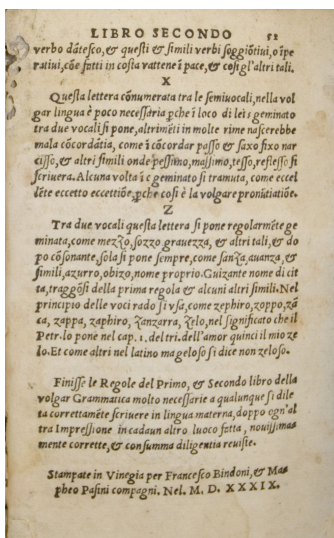 LIBRO SECONDO 52
verbo dãtesco, & questi & simili verbi soggiõtiui, o ĩpe
ratiui, cõe fatti in costa vattene ĩ pace, & cosi gl'altri tali.
X
Questa lettera cõnumerata tra le semiuocali, nella vol
gar lingua è poco necessaria pche ĩ loco di lei s geminato
tra due vocali si pone, altrimẽti in molte rime nascerebbe
mala cõcordãtia, come ĩ cõcordar passo & saxo fixo nar
cisso, & altri simili onde pessimo, massimo, tesso, reflesso si
scriuera. Alcuna volta ĩ c geminato si tramuta, come eccel
lẽte eccetto eccettiõe, pche cosi è la volgare pronũtiatiõe.
Z
Tra due vocali questa lettera si pone regolarmẽte ge
minata, come mezzo, sozzo, grauezza, & altri tali, & do
po cõsonante, sola si pone sempre, come sanza, auanza, &
simili, azurro, obizo, nome proprio. Guizante nome di cit
ta, traggõsi della prima regola & alcuni altri simili. Nel
principio delle voci rado si vsa, come zephiro, zoppo, zã
ca, zappa, zaphiro, zanzarra, zelo, nel significato che il
Petr. lo pone nel cap. 1. del tri. dell'amor quinci il mio ze
lo. Et come altri nel latino ma geloso si dice non zeloso.
Finisse le Regole del Primo, & Secondo libro della
volgar Grammatica molto necessarie a qualunque si dile
ta correttamẽte scriuere in lingua materna, doppo ogn'al
tra Impressione in cadaun altro luoco fatta, nouissima-
mente corrette, & con summa diligentia reuiste.
Stampate in Vinegia per Francesco Bindoni, & Ma
pheo Pasini compagni. Nel. M. D. XXXIX.